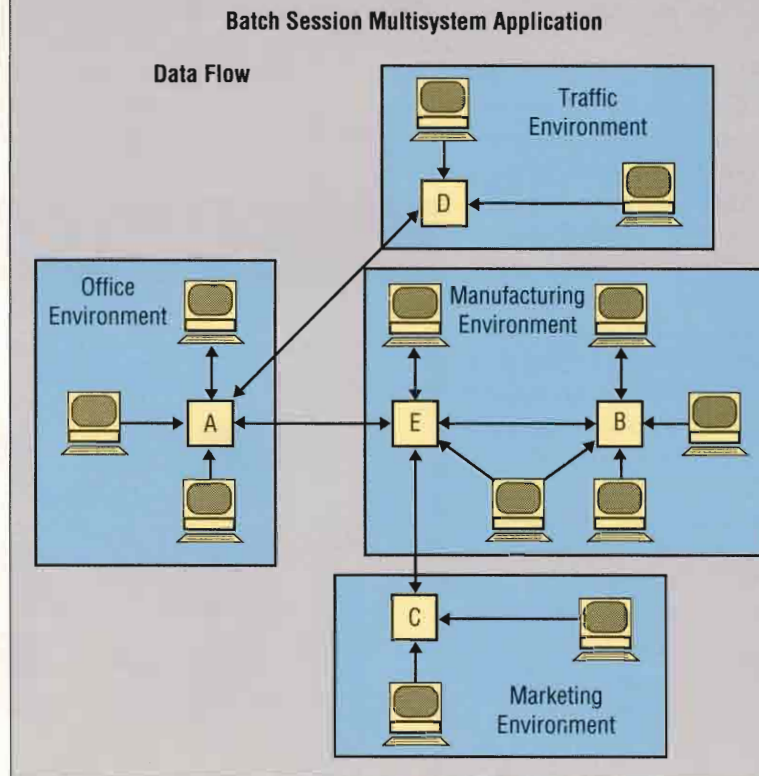 Batch Session Multisystem Application
Data Flow
Traffic
Environment
D
Office
Environment
A
Manufacturing
Environment
E
B
C
Marketing
Environment